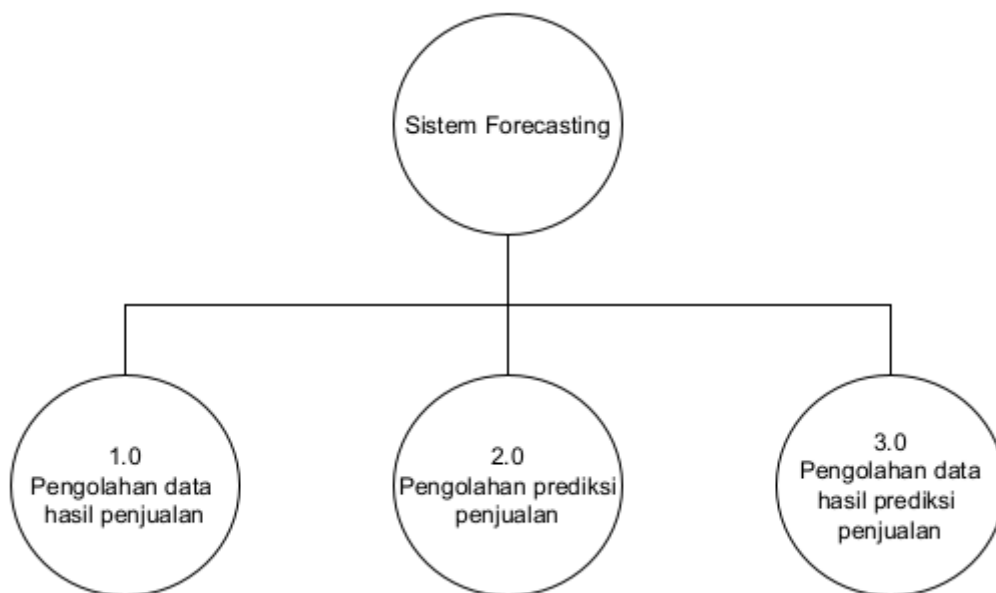 Sistem Forecasting
1.0
Pengolahan data
hasil penjualan
2.0
Pengolahan prediksi
penjualan
3.0
Pengolahan data
hasil prediksi
penjualan